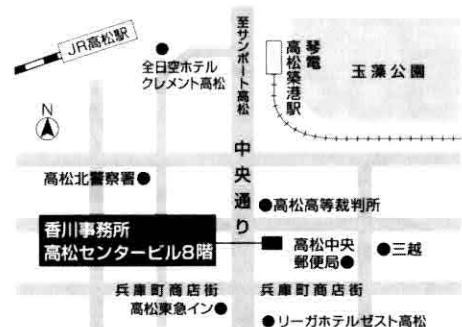 JR高松駅
全日空ホテル
クレメント高松
至サンポート高松
琴電
高松築港駅
玉藻公園
N
中央通り
高松北警察署
高松高等裁判所
香川事務所
高松センタービル8階
高松中央
郵便局
三越
兵庫町商店街
兵庫町商店街
高松東急イン
リーガホテルゼスト高松